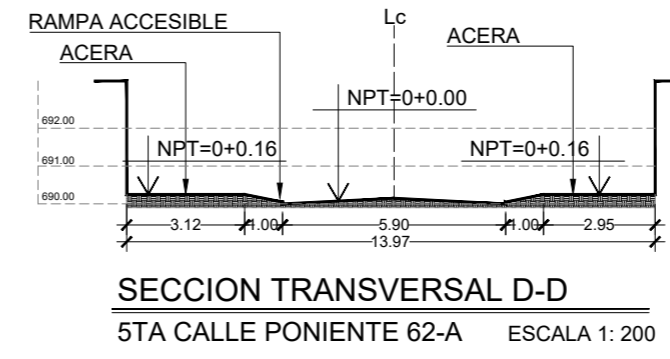 RAMPA ACCESIBLE
Lc
ACERA
ACERA
NPT=0+0.00
692.00
NPT=0+0.16
NPT=0+0.16
691.00
690.00
3.12
1.00
5.90
1.00
2.95
13.97
SECCION TRANSVERSAL D-D
5TA CALLE PONIENTE 62-A
ESCALA 1: 200